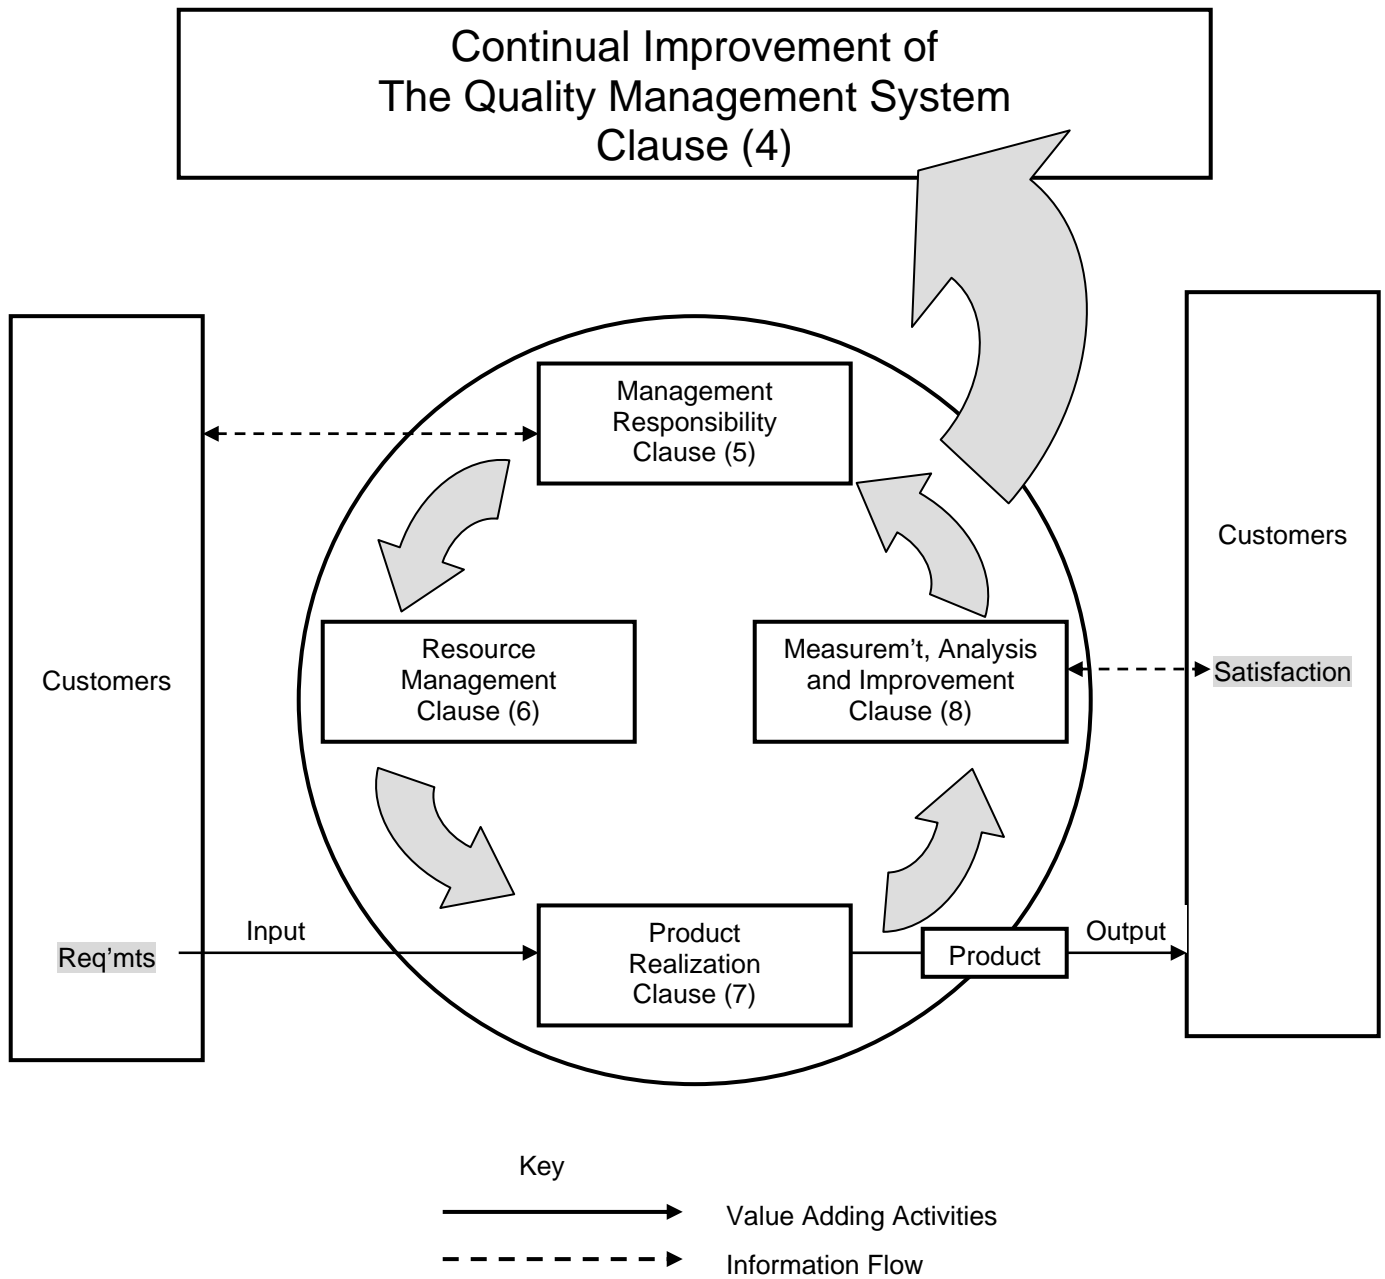 Continual Improvement of
The Quality Management System
Clause (4)
Management
Responsibility
Clause (5)
Customers
Customers
Resource
Management
Clause (6)
Measurem’t, Analysis
and Improvement
Clause (8)
Satisfaction
Req’mts
Input
Product
Realization
Clause (7)
Product
Output
Key
Value Adding Activities
Information Flow